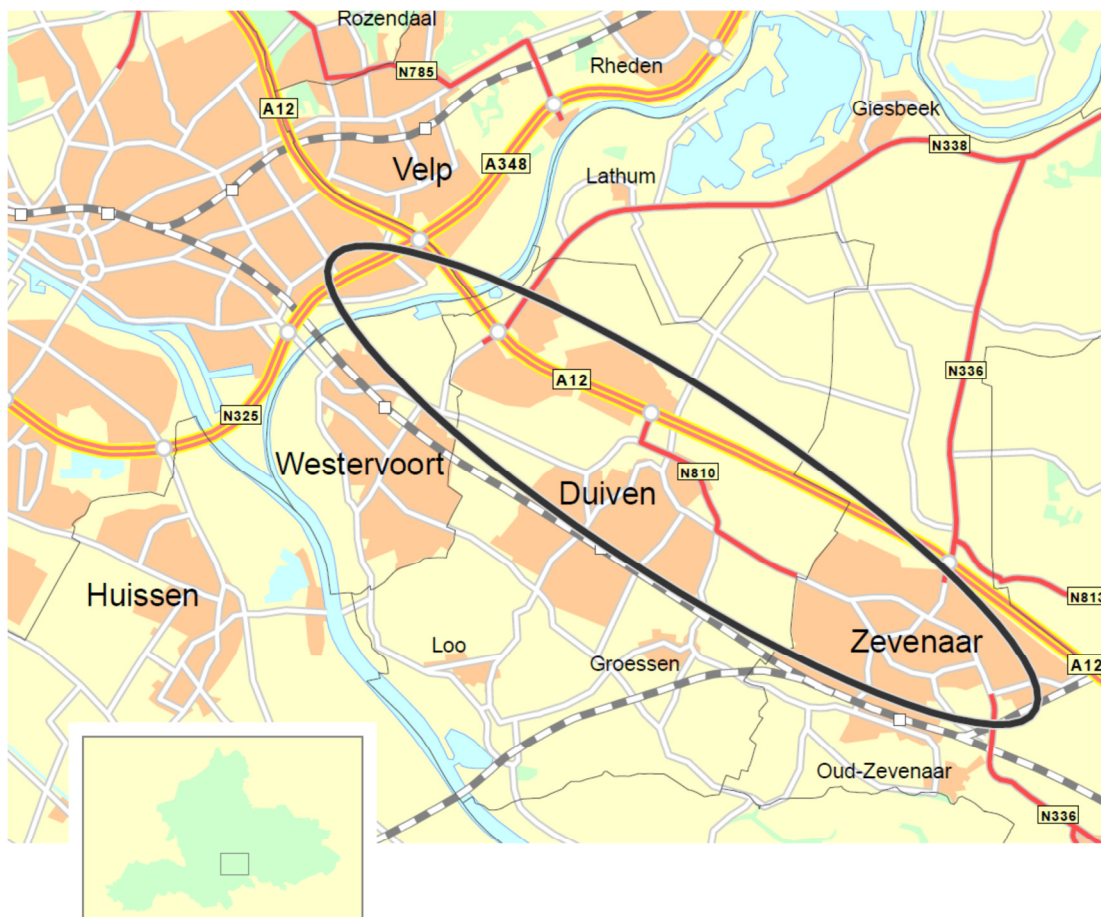 Rozendaal
N785
Rheden
A12
Giesbeek
N338
A348
Velp
Lathum
N336
A12
N325
Westervoort
N810
Duiven
Huissen
N813
Zevenaar
Loo
Groessen
A12
Oud-Zevenaar
N336